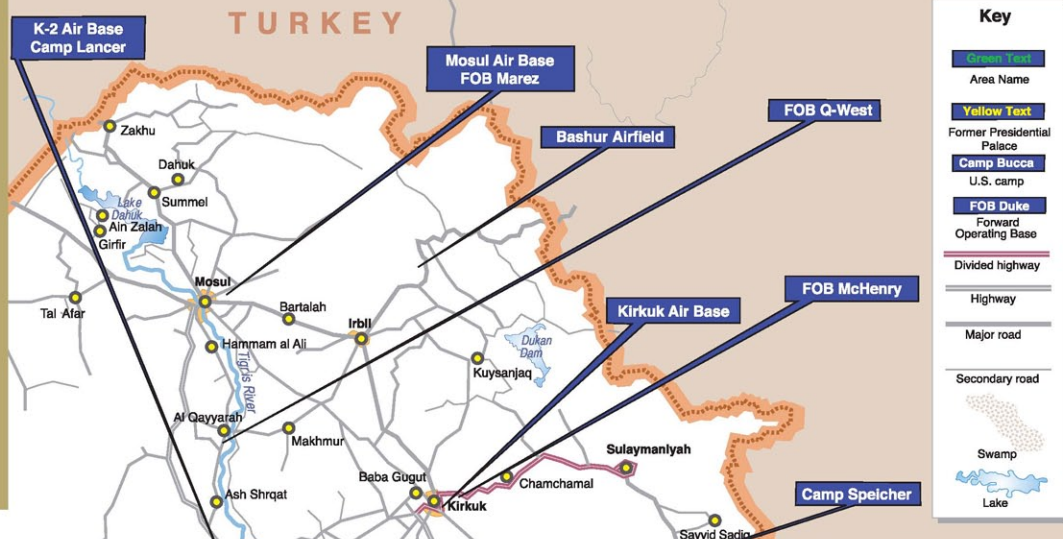 TURKEY
K-2 Air Base
Camp Lancer
Mosul Air Base
FOB Marez
FOB Q-West
Bashur Airfield
Zakhu
Dahuk
Summel
Lake
Dahuk
Ain Zalah
Girfir
Mosul
Tal Afar
Bartalah
Irbil
Hammam al Ali
Tigris River
Kirkuk Air Base
FOB McHenry
Dukan
Dam
Kuysanjaq
Al Qayyarah
Makhmur
Sulaymaniyah
Baba Gugut
Chamchamal
Ash Shrqat
Kirkuk
Camp Speicher
Sayyid Sadiq
Key
Green Text
Area Name
Yellow Text
Former Presidential
Palace
Camp Bucca
U.S. camp
FOB Duke
Forward
Operating Base
Divided highway
Highway
Major road
Secondary road
Swamp
Lake